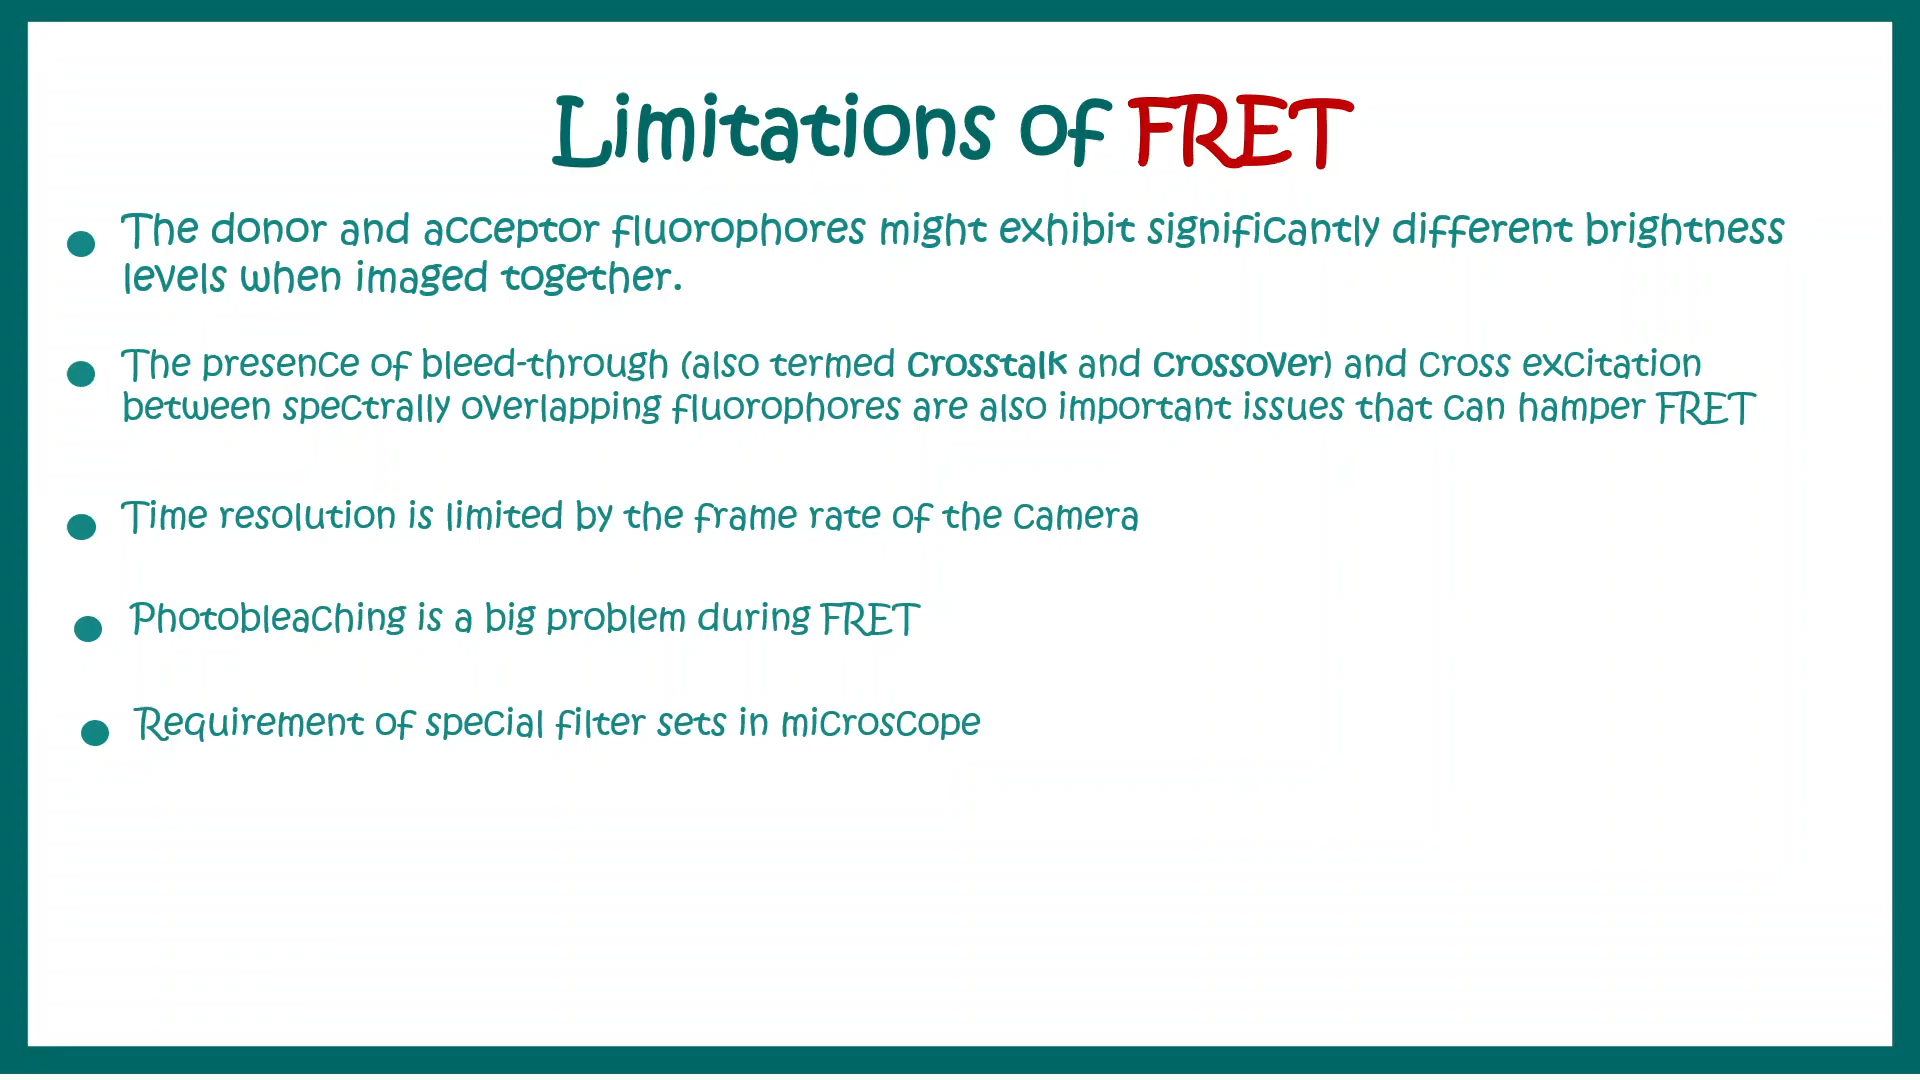 Limitations of FRET
The donor and acceptor fluorophores might exhibit significantly different brightness
levels when imaged together.
The presence of bleed-through (also termed crosstalk and crossover) and cross excitation
between spectrally overlapping fluorophores are also important issues that can hamper FRET
Time resolution is limited by the frame rate of the camera
Photobleaching is a big problem during FRET
Requirement of special filter sets in microscope